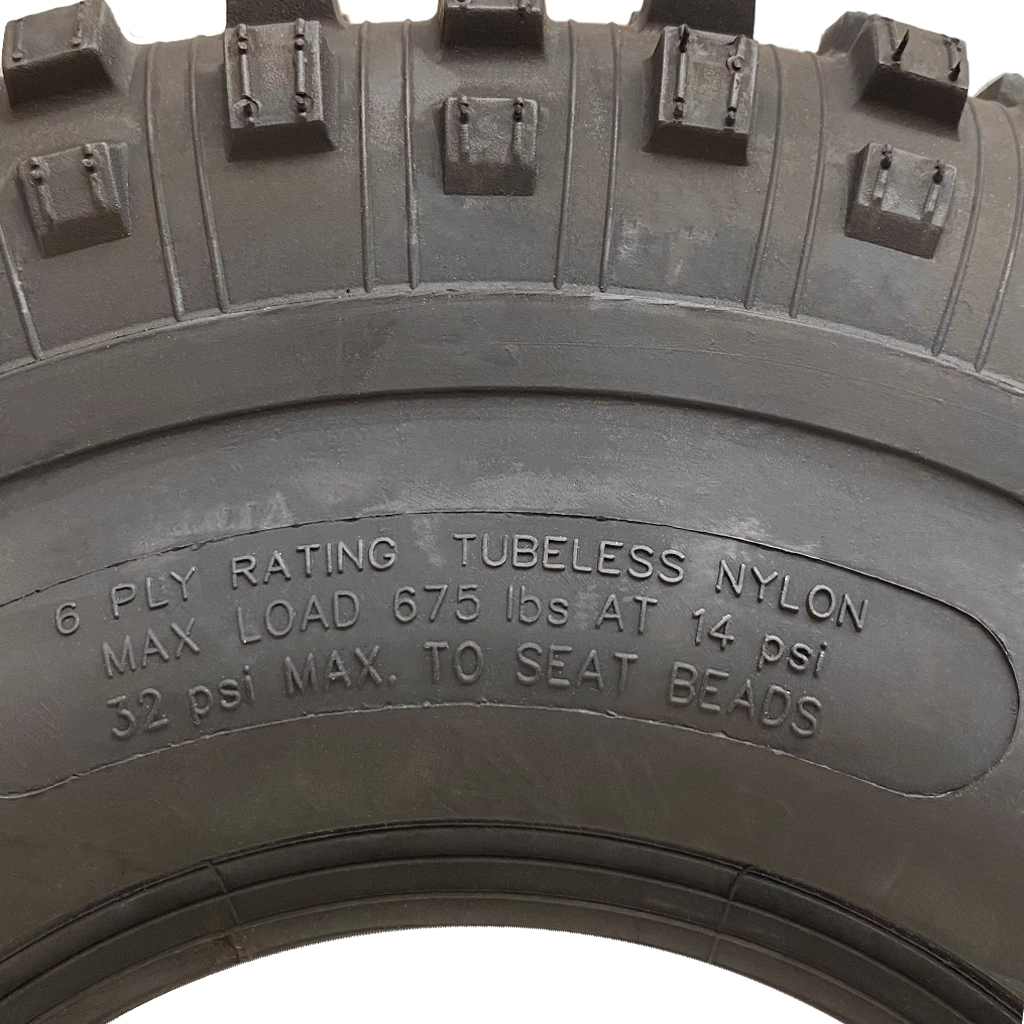 6 PLY RATING TUBELESS NYLON
MAX LOAD 675 lbs AT 14 psi
32 psi MAX. TO SEAT BEADS